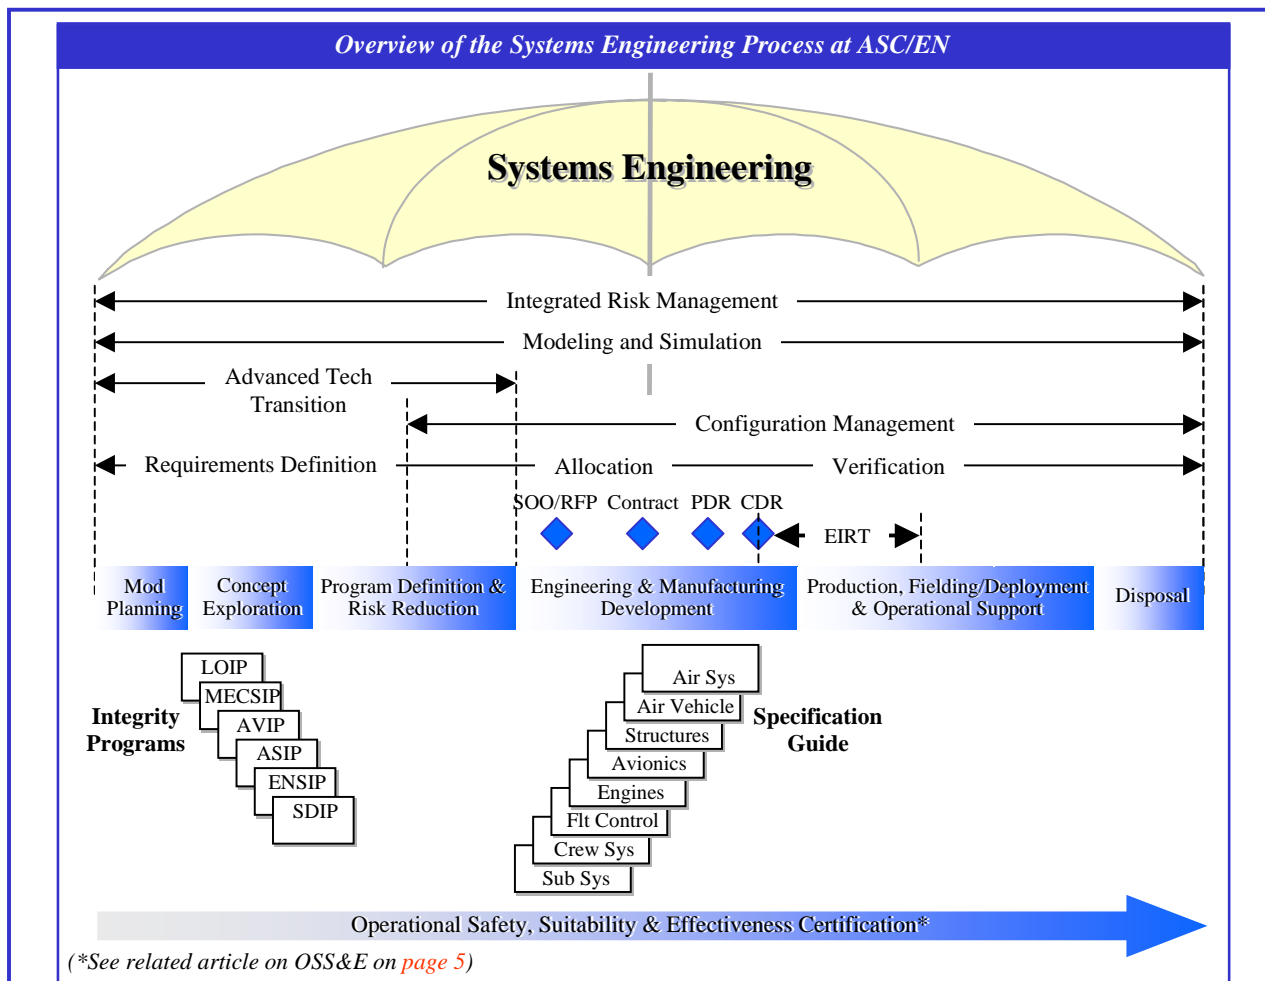 Overview of the Systems Engineering Process at ASC/EN
Systems Engineering
Integrated Risk Management
Modeling and Simulation
Advanced Tech
Transition
Configuration Management
Requirements Definition Allocation Verification
SOO/RFP Contract PDR CDR
EIRT
Mod
Planning
Concept
Exploration
Program Definition &
Risk Reduction
Engineering & Manufacturing
Development
Production, Fielding/Deployment
& Operational Support
Disposal
Integrity
Programs
LOIP
MECSIP
AVIP
ASIP
ENSIP
SDIP
Air Sys
Air Vehicle
Structures
Avionics
Engines
Flt Control
Crew Sys
Sub Sys
Specification
Guide
Operational Safety, Suitability & Effectiveness Certification*
(*See related article on OSS&E on page 5)